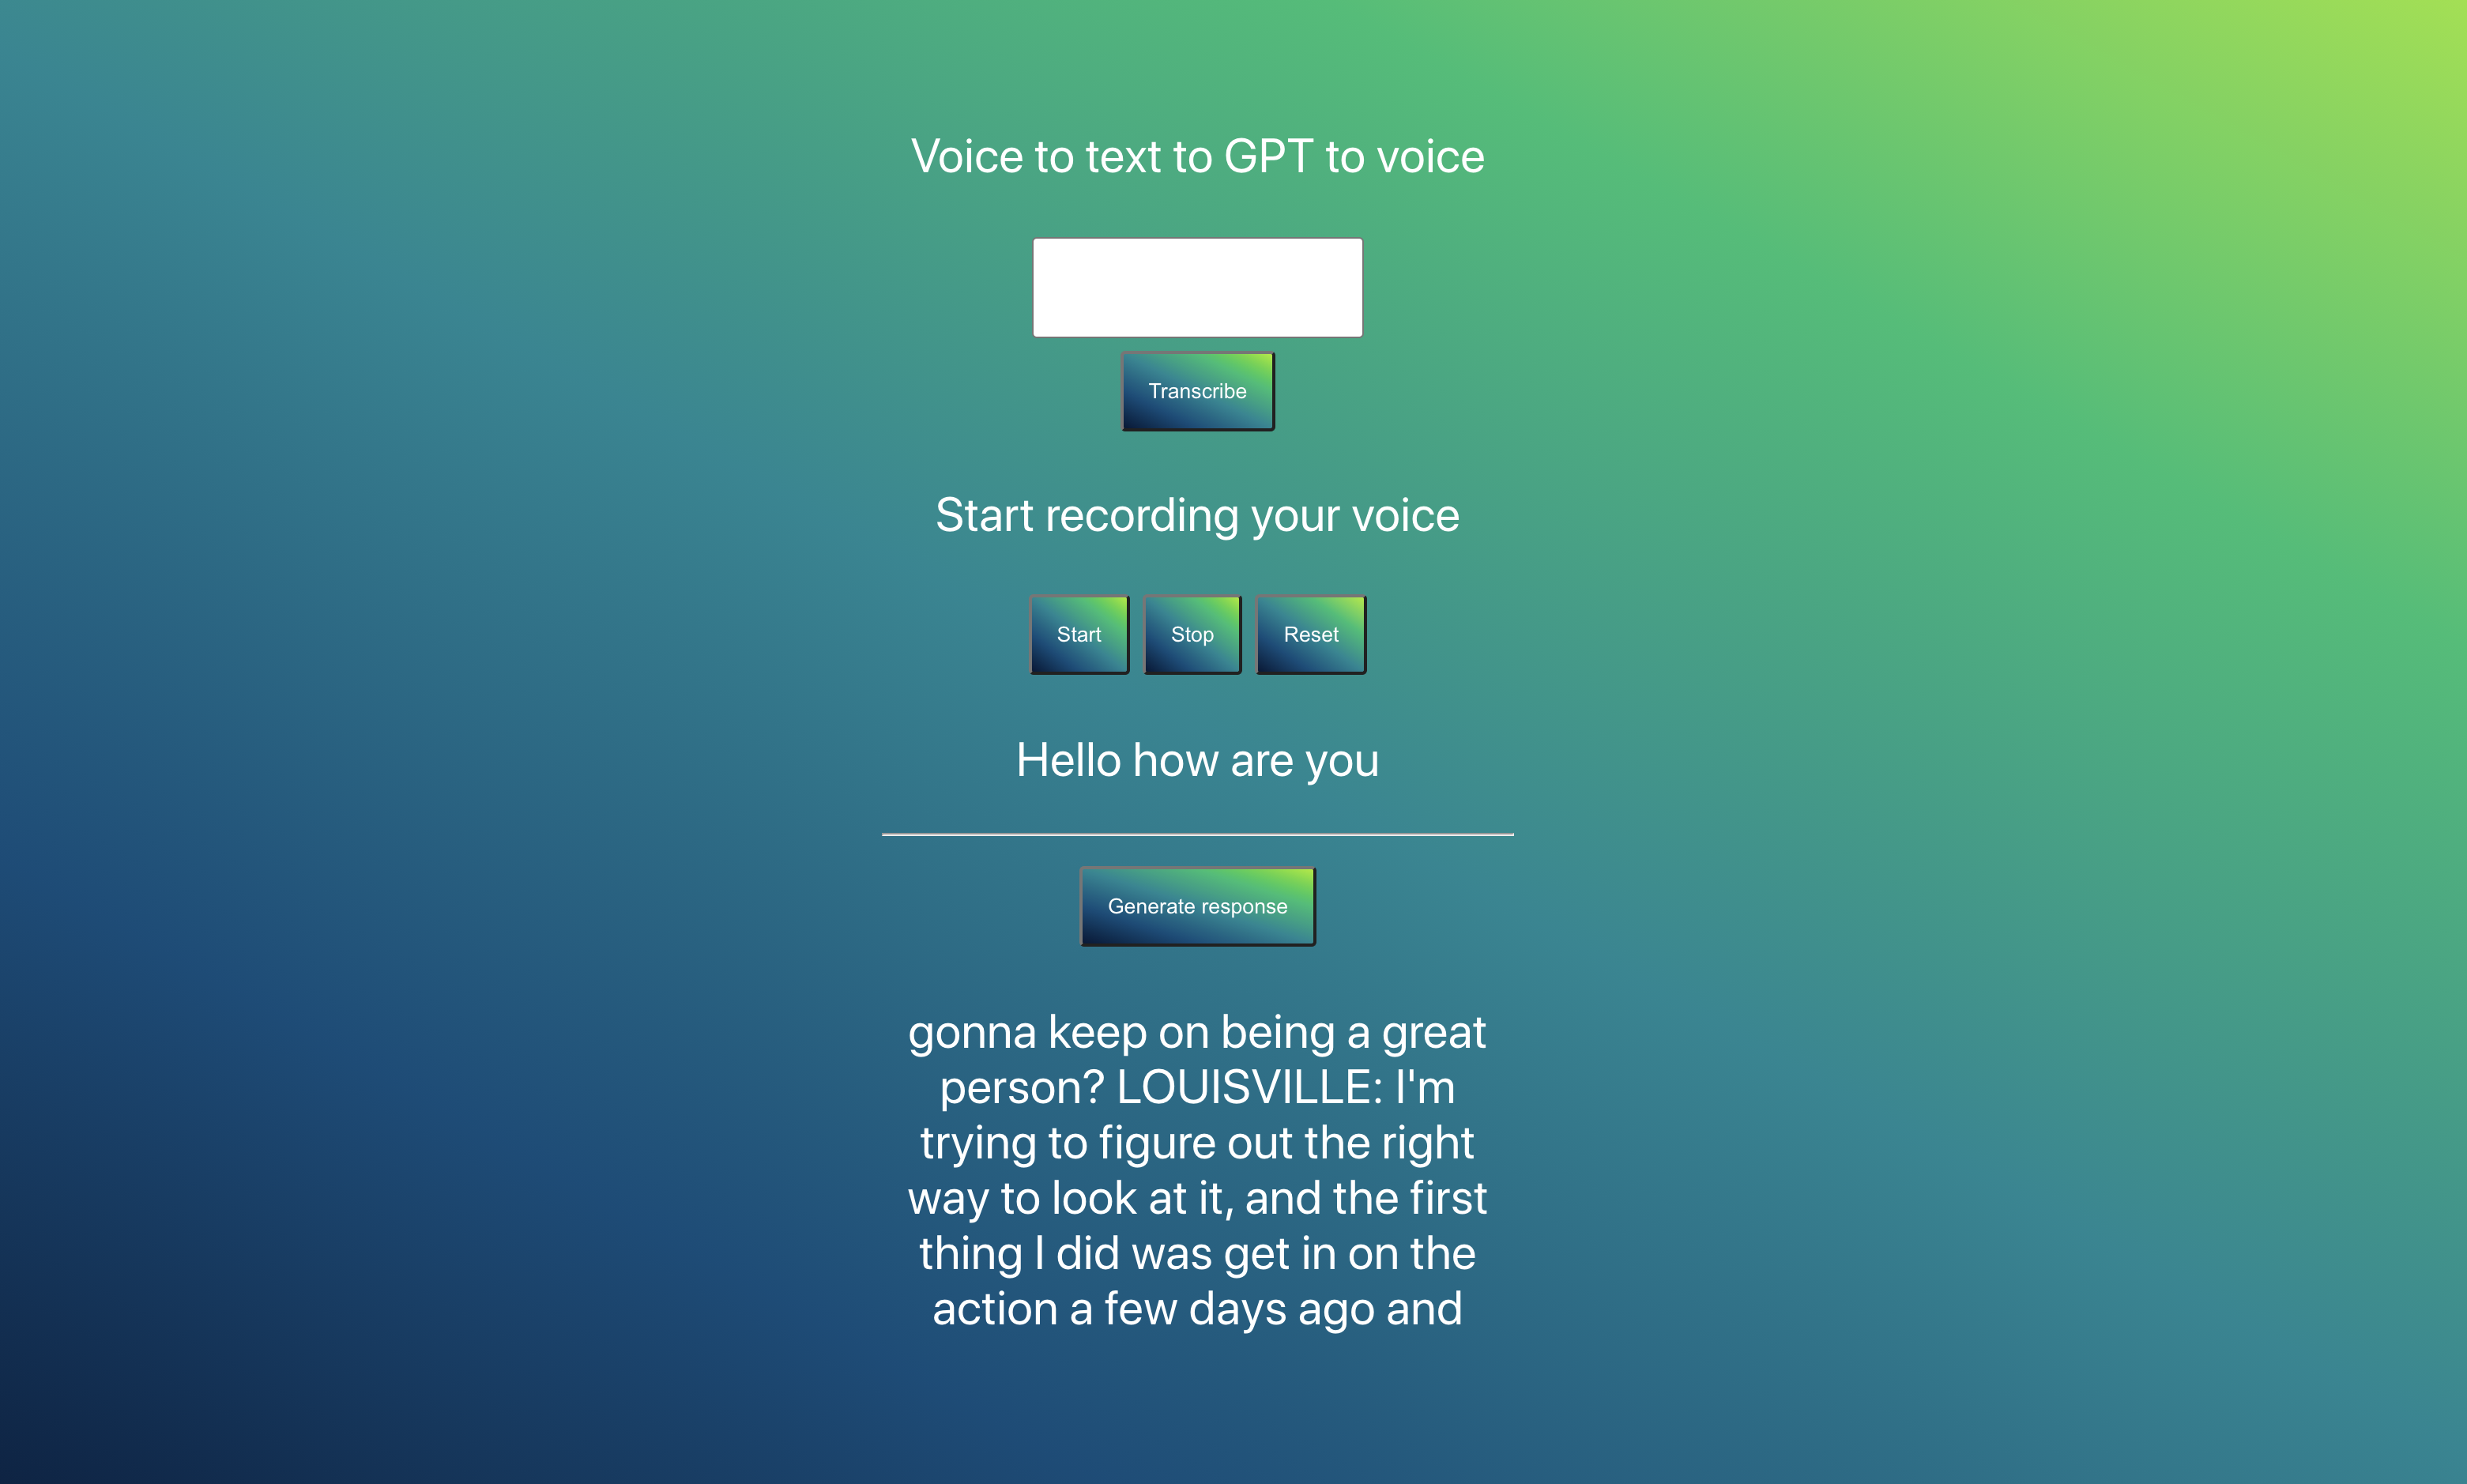 Voice to text to GPT to voice
Transcribe
Start recording your voice
Start Stop Reset
Hello how are you
Generate response
gonna keep on being a great
person? LOUISVILLE: I'm
trying to figure out the right
way to look at it, and the first
thing I did was get in on the
action a few days ago and